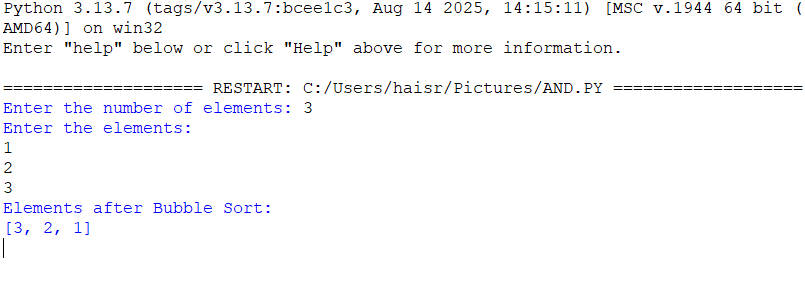 Python 3.13.7 (tags/v3.13.7:bcee1c3, Aug 14 2025, 14:15:11) [MSC v.1944 64 bit (
AMD64)] on win32
Enter "help" below or click "Help" above for more information.
=================== RESTART: C:/Users/haisr/Pictures/AND.PY ===================
Enter the number of elements: 3
Enter the elements:
1
2
3
Elements after Bubble Sort:
[3, 2, 1]